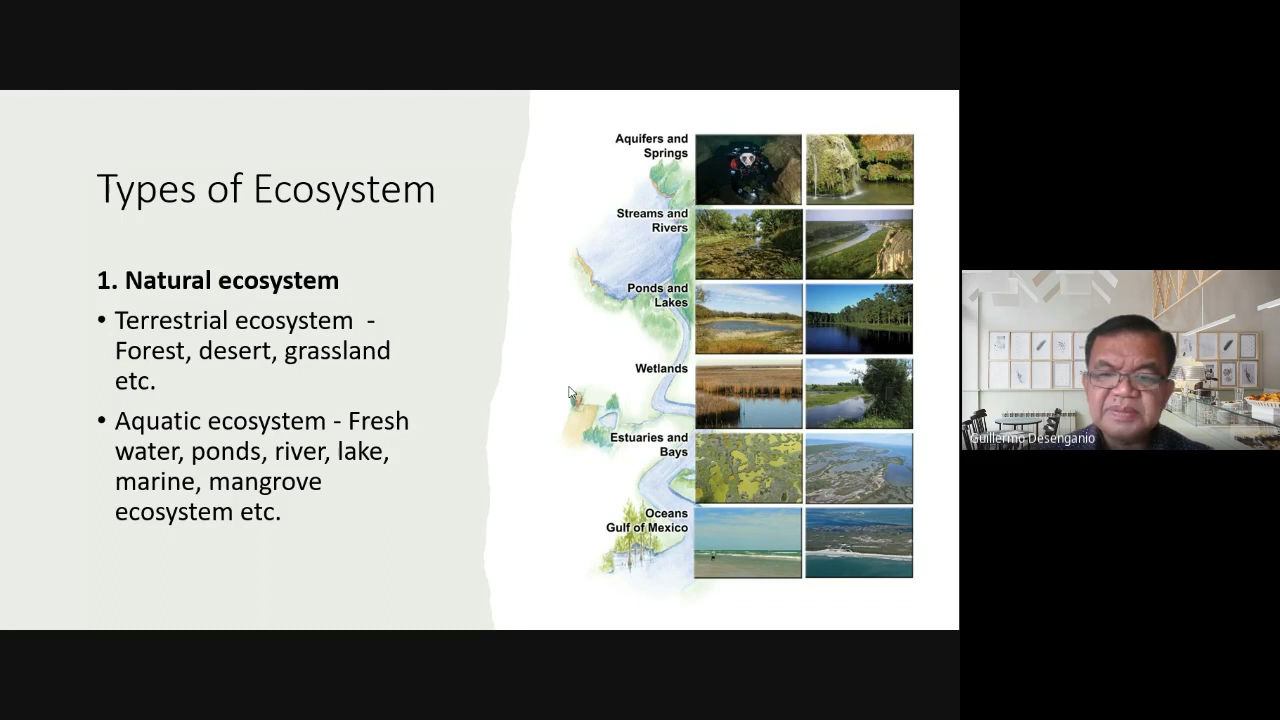 Types of Ecosystem
1. Natural ecosystem
• Terrestrial ecosystem -
Forest, desert, grassland
etc.
• Aquatic ecosystem - Fresh
water, ponds, river, lake,
marine, mangrove
ecosystem etc.
Aquifers and
Springs
Streams and
Rivers
Ponds and
Lakes
Wetlands
Estuaries and
Bays
Oceans
Gulf of Mexico
Guillermo Desenganio